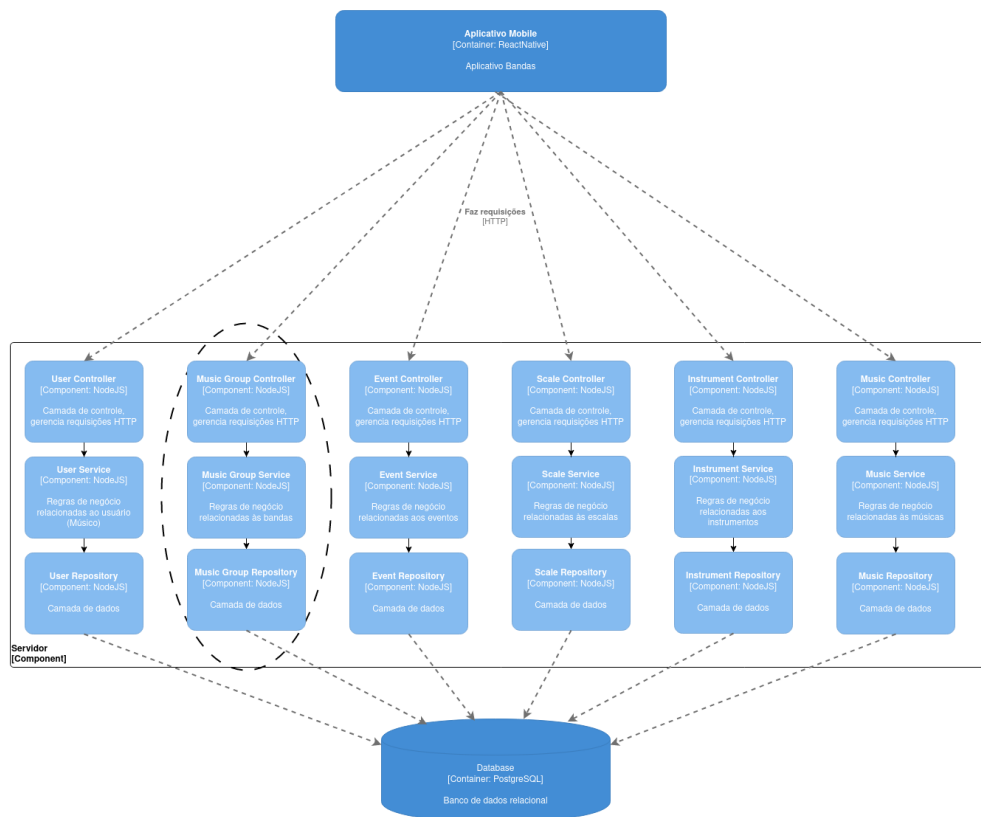 Aplicativo Mobile
[Container: ReactNative]
Aplicativo Bandas
Faz requisições
[HTTP]
User Controller
[Component: NodeJS]
Camada de controle,
gerencia requisições HTTP
Music Group Controller
[Component: NodeJS]
Camada de controle,
gerencia requisições HTTP
Event Controller
[Component: NodeJS]
Camada de controle,
gerencia requisições HTTP
Scale Controller
[Component: NodeJS]
Camada de controle,
gerencia requisições HTTP
Instrument Controller
[Component: NodeJS]
Camada de controle,
gerencia requisições HTTP
Music Controller
[Component: NodeJS]
Camada de controle,
gerencia requisições HTTP
User Service
[Component: NodeJS]
Regras de negócio
relacionadas ao usuário
(Músico)
Music Group Service
[Component: NodeJS]
Regras de negócio
relacionadas às bandas
Event Service
[Component: NodeJS]
Regras de negócio
relacionadas aos eventos
Scale Service
[Component: NodeJS]
Regras de negócio
relacionadas às escalas
Instrument Service
[Component: NodeJS]
Regras de negócio
relacionadas aos
instrumentos
Music Service
[Component: NodeJS]
Regras de negócio
relacionadas às músicas
User Repository
[Component: NodeJS]
Camada de dados
Music Group Repository
[Component: NodeJS]
Camada de dados
Event Repository
[Component: NodeJS]
Camada de dados
Scale Repository
[Component: NodeJS]
Camada de dados
Instrument Repository
[Component: NodeJS]
Camada de dados
Music Repository
[Component: NodeJS]
Camada de dados
Servidor
[Component]
Database
[Container: PostgreSQL]
Banco de dados relacional